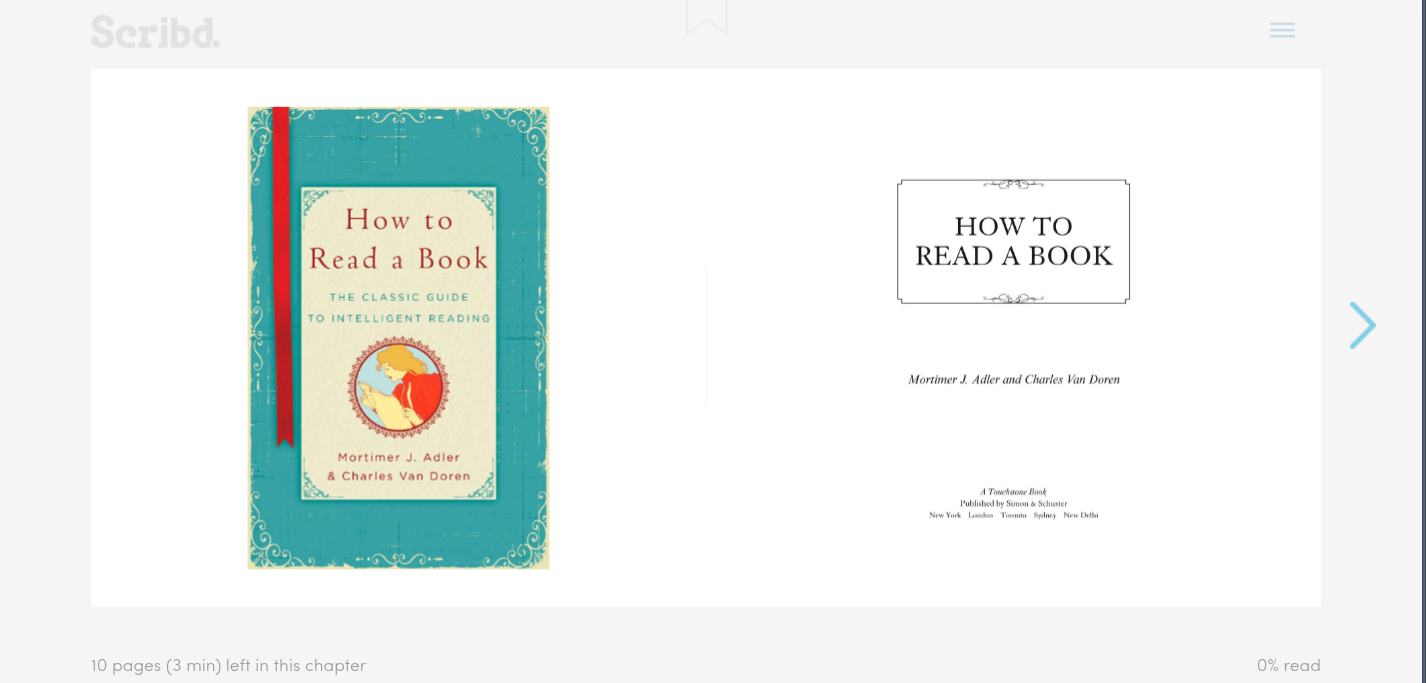 Scribd.
How to
Read a Book
THE CLASSIC GUIDE
TO INTELLIGENT READING
Mortimer J. Adler
& Charles Van Doren
HOW TO
READ A BOOK
Mortimer J. Adler and Charles Van Doren
A Touchstone Book
Published by Simon & Schuster
New York London Toronto Sydney New Delhi
10 pages (3 min) left in this chapter
0% read